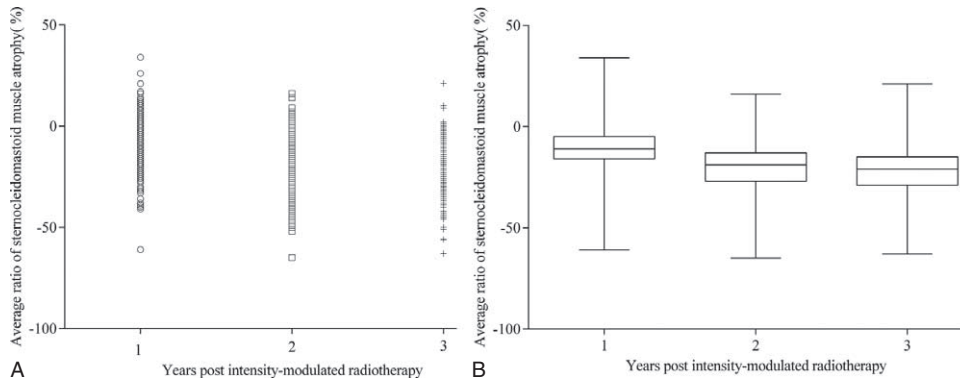 Average ratio of sternocleidomastoid muscle atrophy( %)
50
0
-50
-100
1
2
3
Years post intensity-modulated radiotherapy
A
Average ratio of sternocleidomastoid muscle atrophy( %)
50
0
-50
-100
1
2
3
Years post intensity-modulated radiotherapy
B